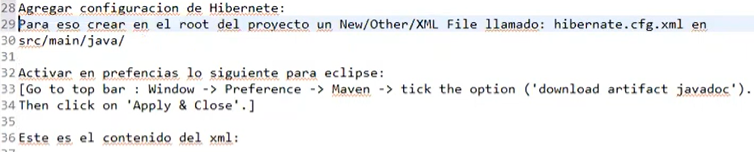 28 Agregar configuracion de Hibernete:
29 Para eso crear en el root del proyecto un New/Other/XML File llamado: hibernate.cfg.xml en
30 src/main/java/
31
32 Activar en prefencias lo siguiente para eclipse:
33 [Go to top bar : Window -> Preference -> Maven -> tick the option ('download artifact javadoc').
34 Then click on 'Apply & Close'.]
35
36 Este es el contenido del xml: